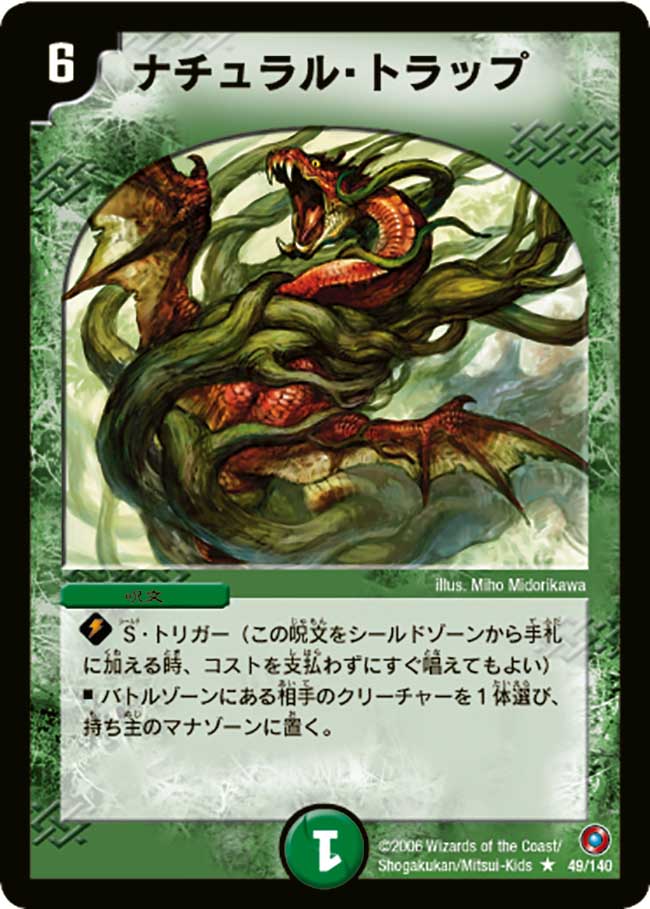 6
ナチュラル・トラップ
illus. Miho Midorikawa
呪文
S・トリガー（この呪文をシールドゾーンから手札
に加える時、コストを支払わずにすぐ唱えてもよい）
■ バトルゾーンにある相手のクリーチャーを1体選び、
持ち主のマナゾーンに置く。
1
©2006 Wizards of the Coast/
Shogakukan/Mitsui-Kids ★ 49/140